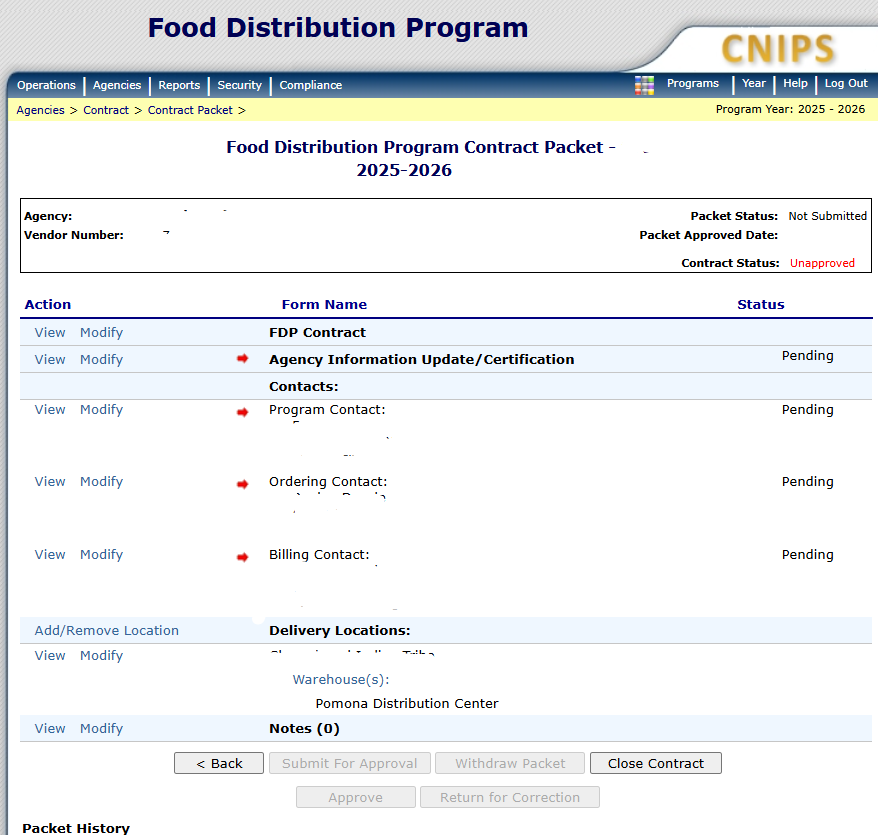 Food Distribution Program
CNIPS
Operations Agencies Reports Security Compliance Programs Year Help Log Out
Agencies > Contract > Contract Packet > Program Year: 2025 - 2026
Food Distribution Program Contract Packet -
2025-2026
Agency: Packet Status: Not Submitted
Vendor Number: Packet Approved Date:
Contract Status: Unapproved
Action Form Name Status
View Modify FDP Contract
View Modify Agency Information Update/Certification Pending
Contacts:
View Modify Program Contact: Pending
View Modify Ordering Contact: Pending
View Modify Billing Contact: Pending
Add/Remove Location Delivery Locations:
View Modify
Warehouse(s):
Pomona Distribution Center
View Modify Notes (0)
< Back Submit For Approval Withdraw Packet Close Contract
Approve Return for Correction
Packet History